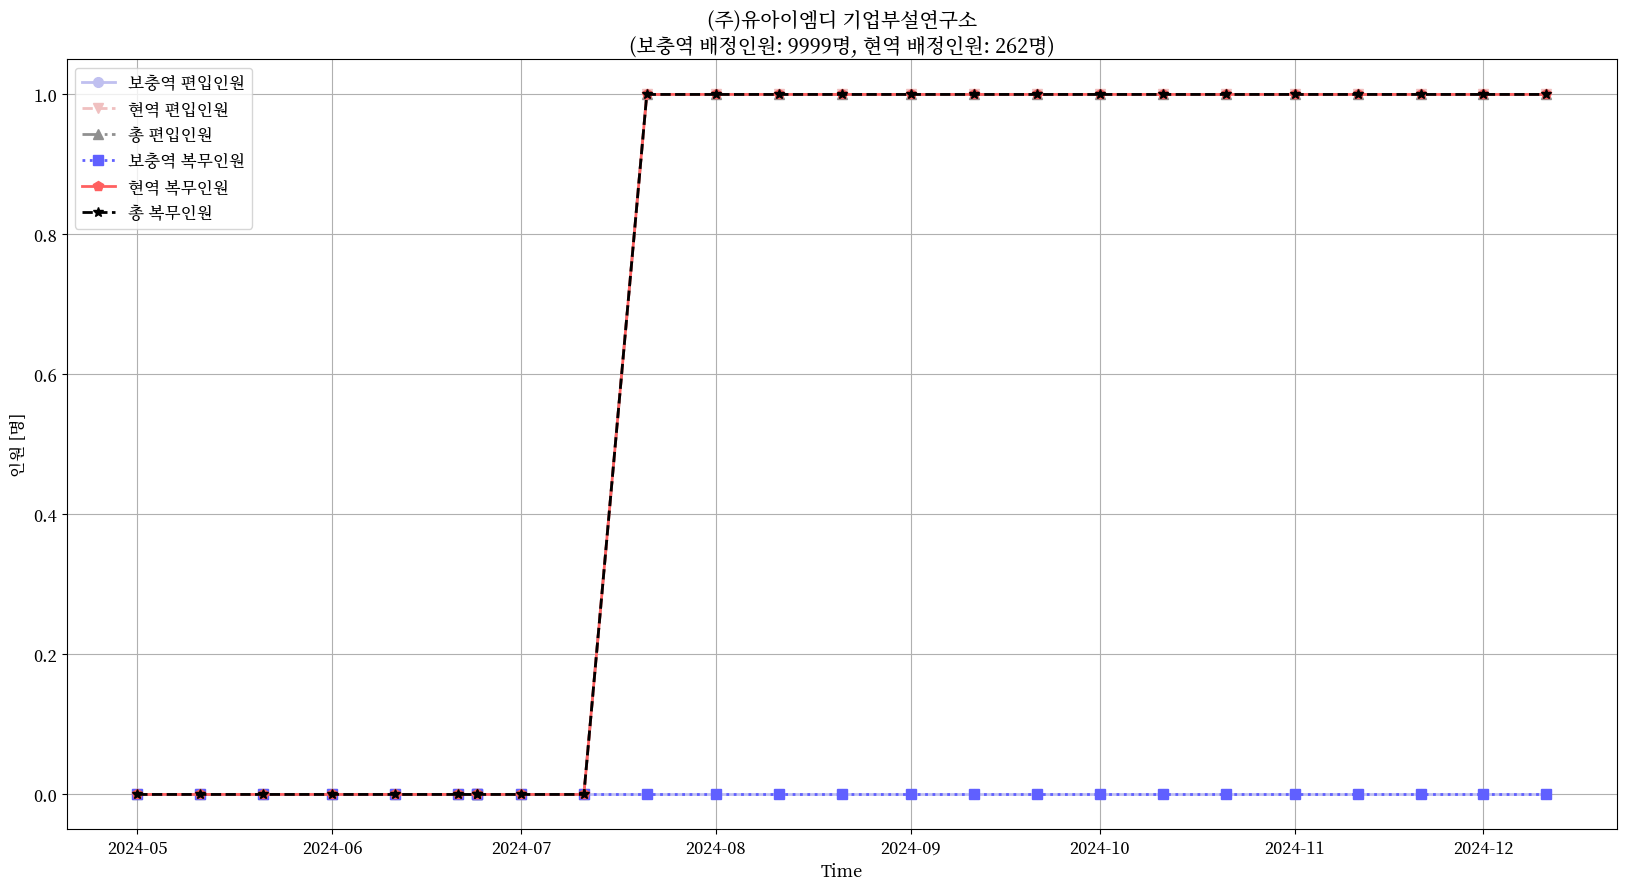 (주)유아이엠디 기업부설연구소
(보충역 배정인원: 9999명, 현역 배정인원: 262명)
보충역 편입인원
현역 편입인원
총 편입인원
보충역 복무인원
현역 복무인원
총 복무인원
1.0
0.8
0.6
0.4
0.2
0.0
인원 [명]
2024-05 2024-06 2024-07 2024-08 2024-09 2024-10 2024-11 2024-12
Time